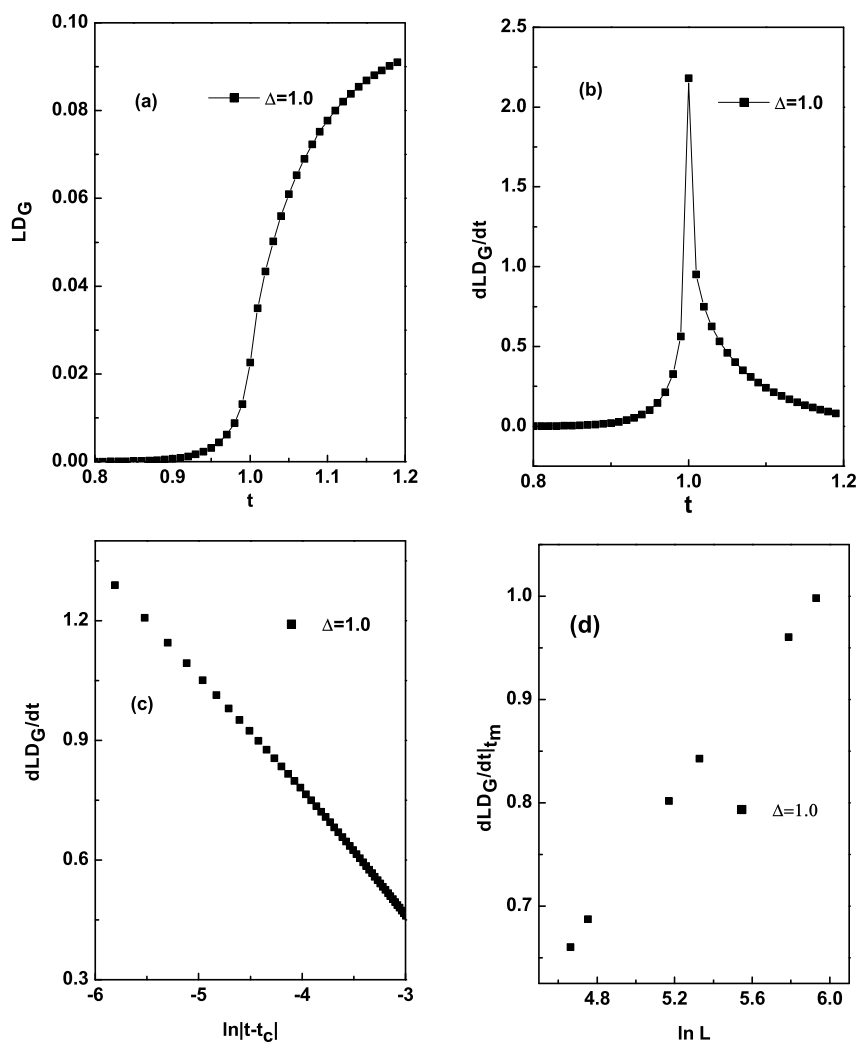 0.10
0.08
0.06
0.04
0.02
0.00
LD_G
(a)
Δ=1.0
0.8 0.9 1.0 1.1 1.2
t
2.5
2.0
1.5
1.0
0.5
0.0
dLD_G/dt
(b)
Δ=1.0
0.8 1.0 1.2
t
1.2
0.9
0.6
0.3
dLD_G/dt
(c)
Δ=1.0
-6 -5 -4 -3
ln|t-t_c|
1.0
0.9
0.8
0.7
dLD_G/dt|_{t_m}
(d)
Δ=1.0
4.8 5.2 5.6 6.0
ln L